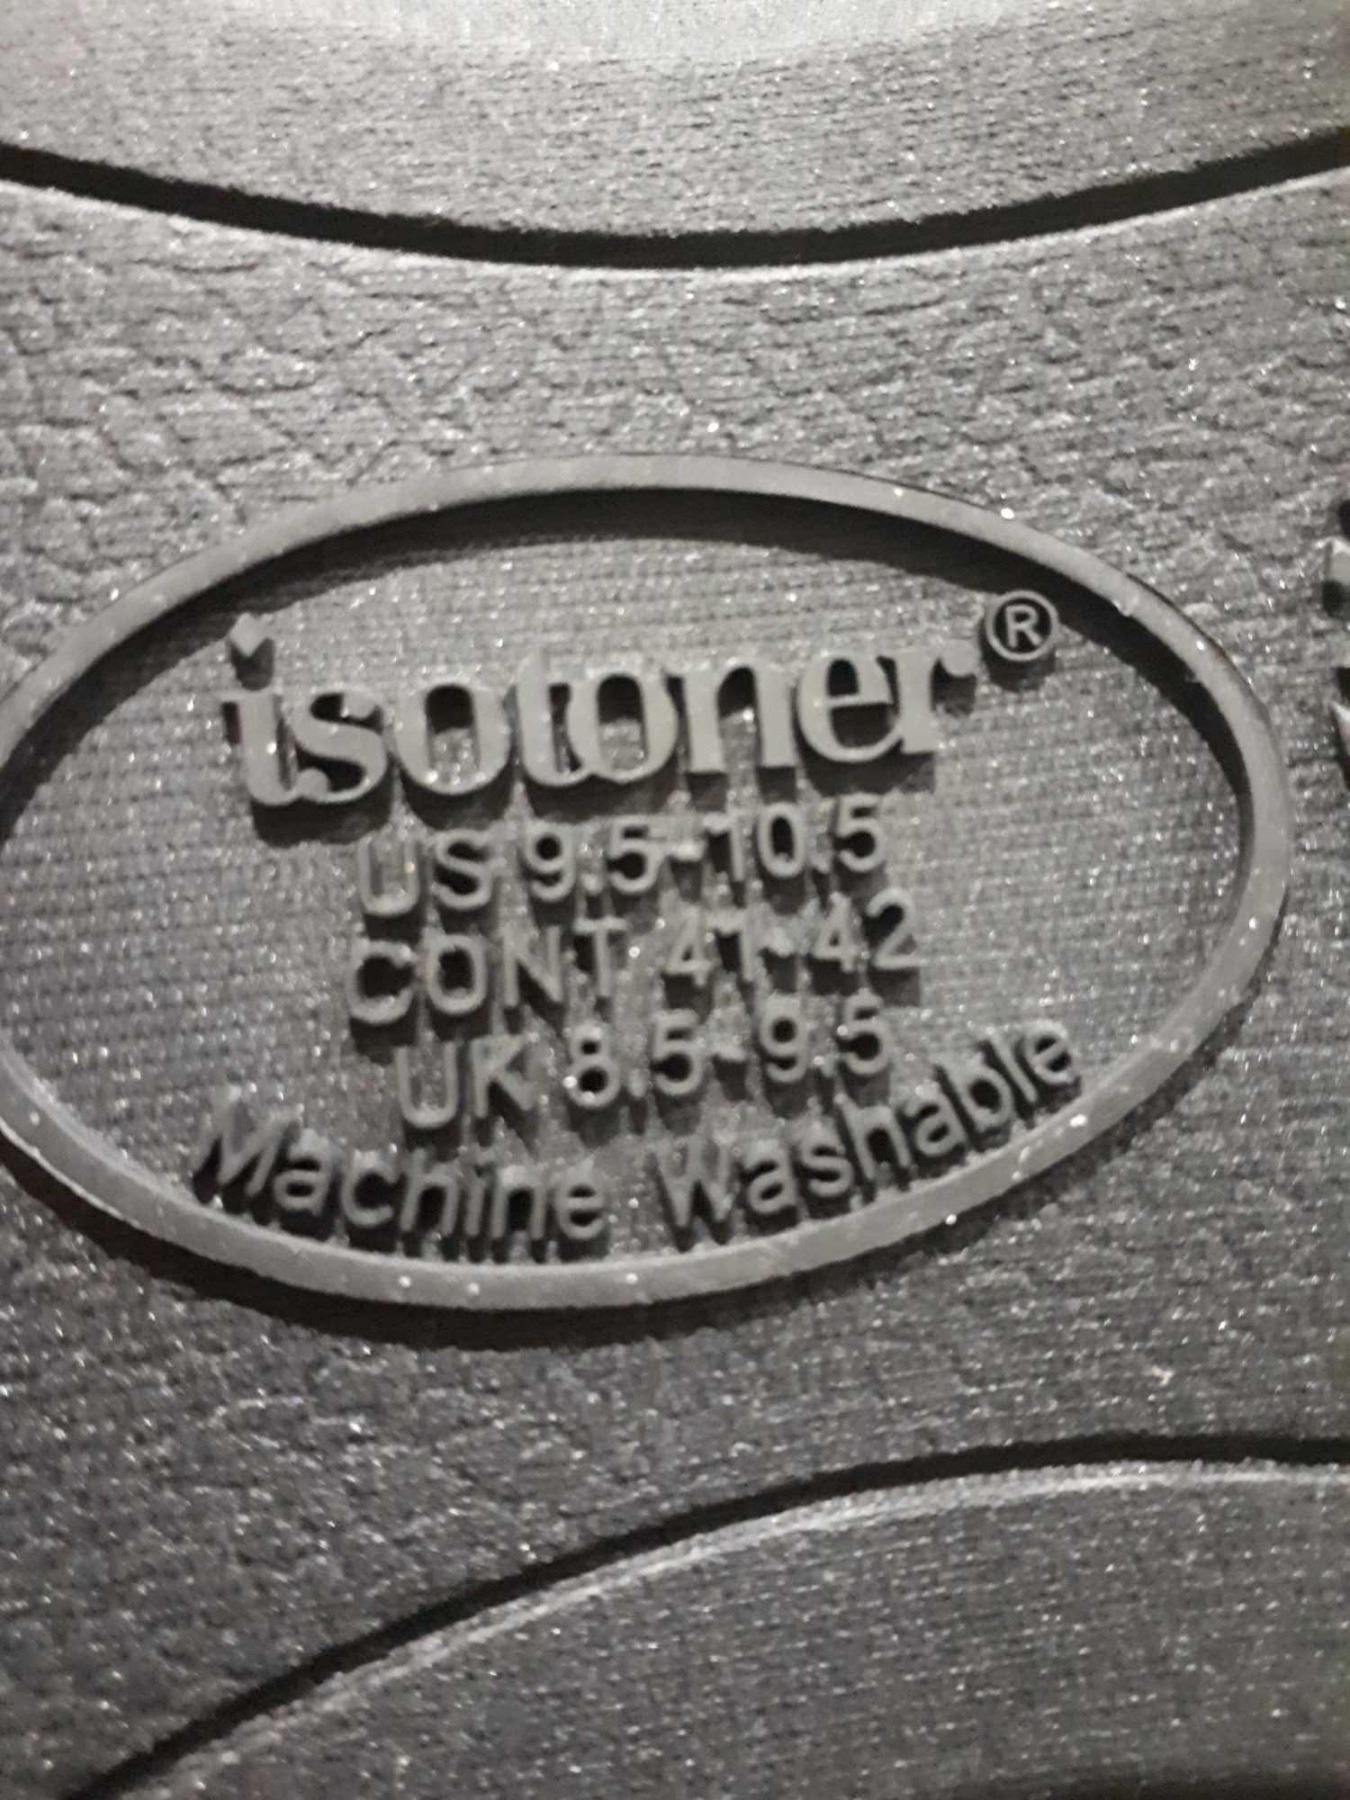 isotoner®
US 9.5-10.5
CONT 41-42
UK 8.5-9.5
Machine Washable